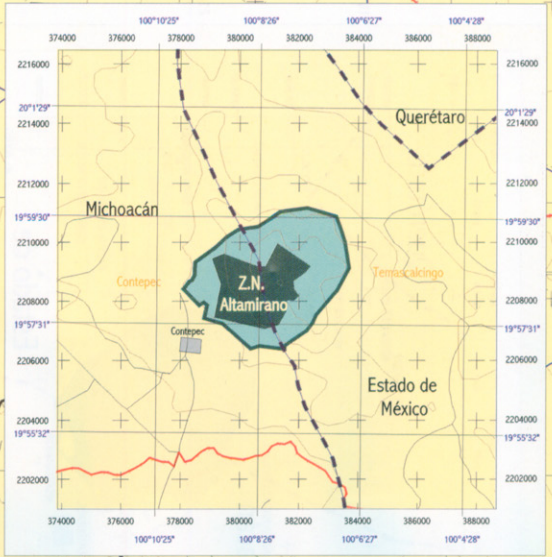 100°10'25" 100°8'26" 100°6'27" 100°4'28"
374000 376000 378000 380000 382000 384000 386000 388000
2216000 2216000
20°1'29" 20°1'29"
2214000 2214000
Querétaro
2212000 2212000
Michoacán
19°59'30" 19°59'30"
2210000 2210000
Contepec Temascalcingo
Z.N.
Altamirano
2208000 2208000
19°57'31" 19°57'31"
Contepec
2206000 2206000
Estado de
México
2204000 2204000
19°55'32" 19°55'32"
2202000 2202000
374000 376000 378000 380000 382000 384000 386000 388000
100°10'25" 100°8'26" 100°6'27" 100°4'28"